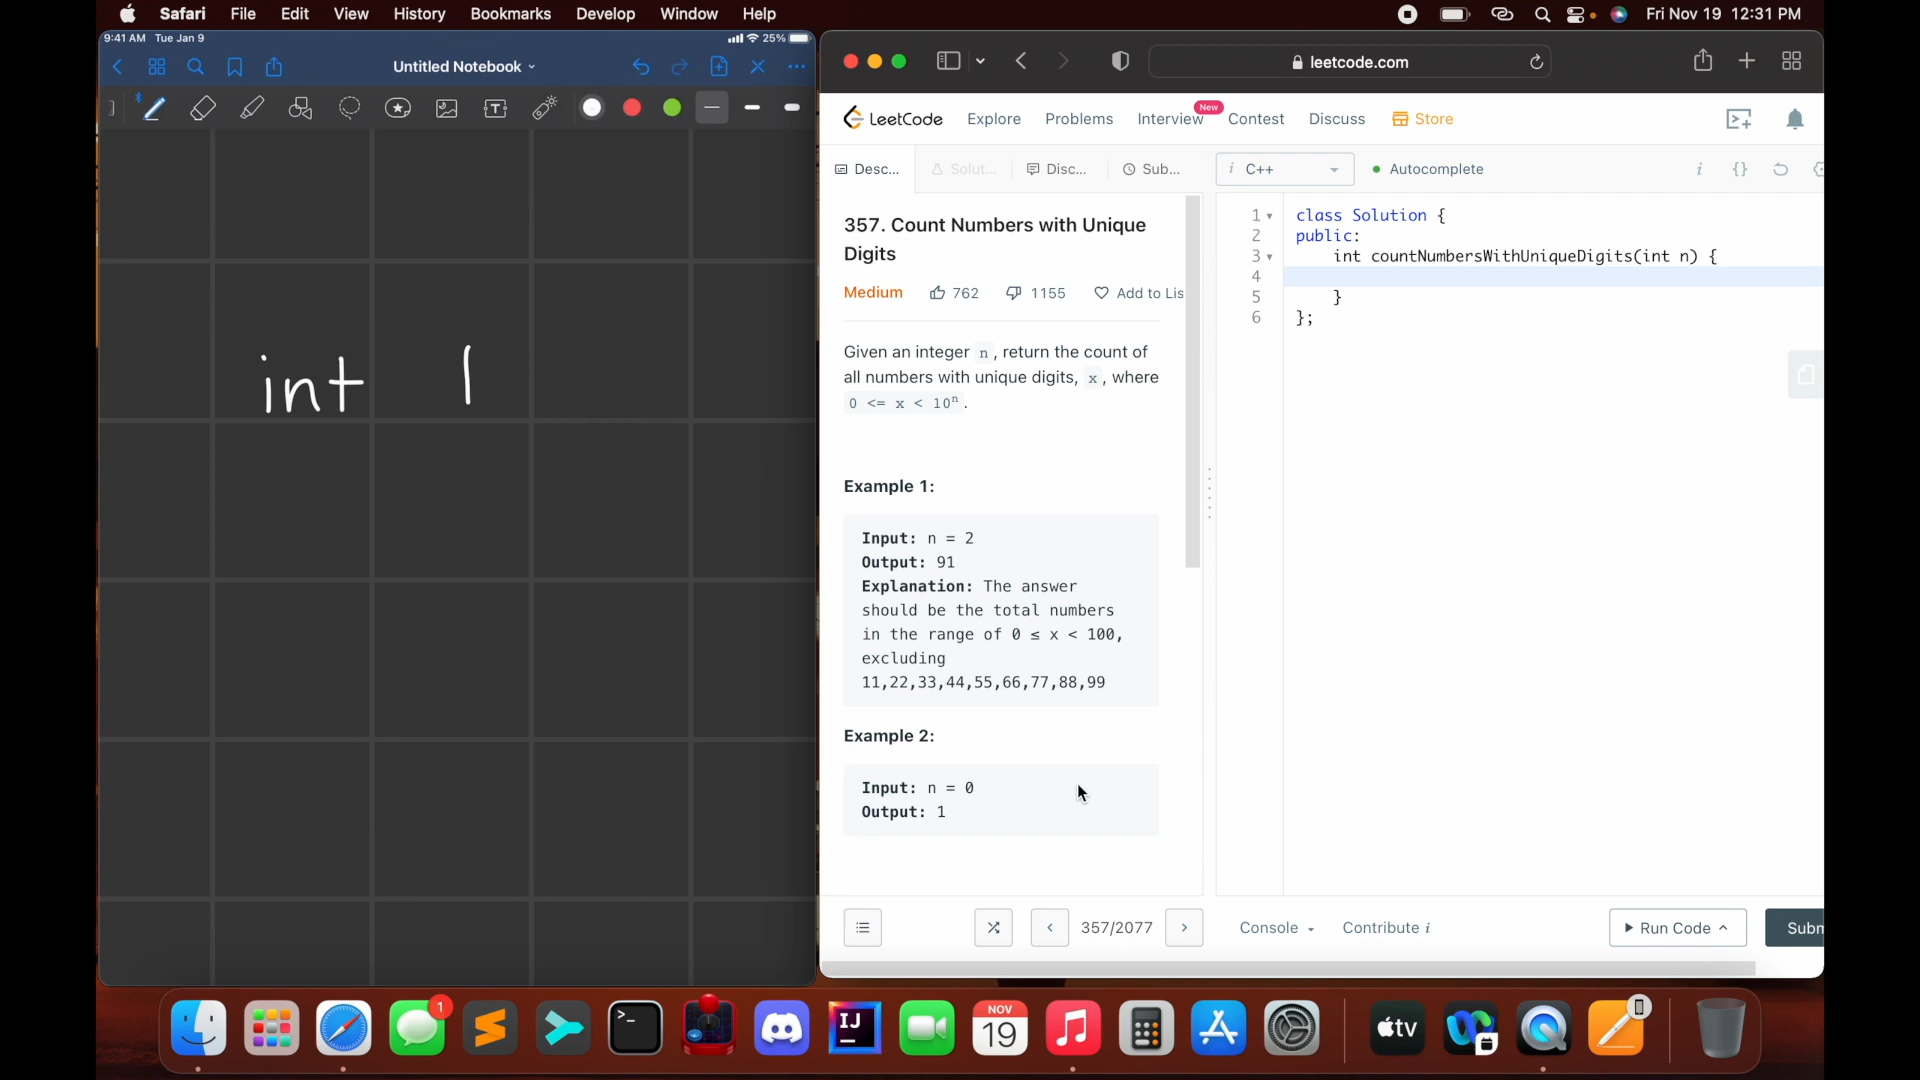 Safari File Edit View History Bookmarks Develop Window Help Fri Nov 19 12:31 PM
9:41 AM Tue Jan 9 25%
Untitled Notebook
int 1
leetcode.com
LeetCode Explore Problems Interview New Contest Discuss Store
Desc... Solut... Disc... Sub...
i C++ Autocomplete i {}
357. Count Numbers with Unique
Digits
Medium 762 1155 Add to Lis
Given an integer n , return the count of
all numbers with unique digits, x , where
0 <= x < 10ⁿ .
Example 1:
Input: n = 2
Output: 91
Explanation: The answer
should be the total numbers
in the range of 0 ≤ x < 100,
excluding
11,22,33,44,55,66,77,88,99
Example 2:
Input: n = 0
Output: 1
1 class Solution {
2 public:
3 int countNumbersWithUniqueDigits(int n) {
4
5 }
6 };
357/2077 Console Contribute i Run Code Subm
1 IJ NOV 19 tv